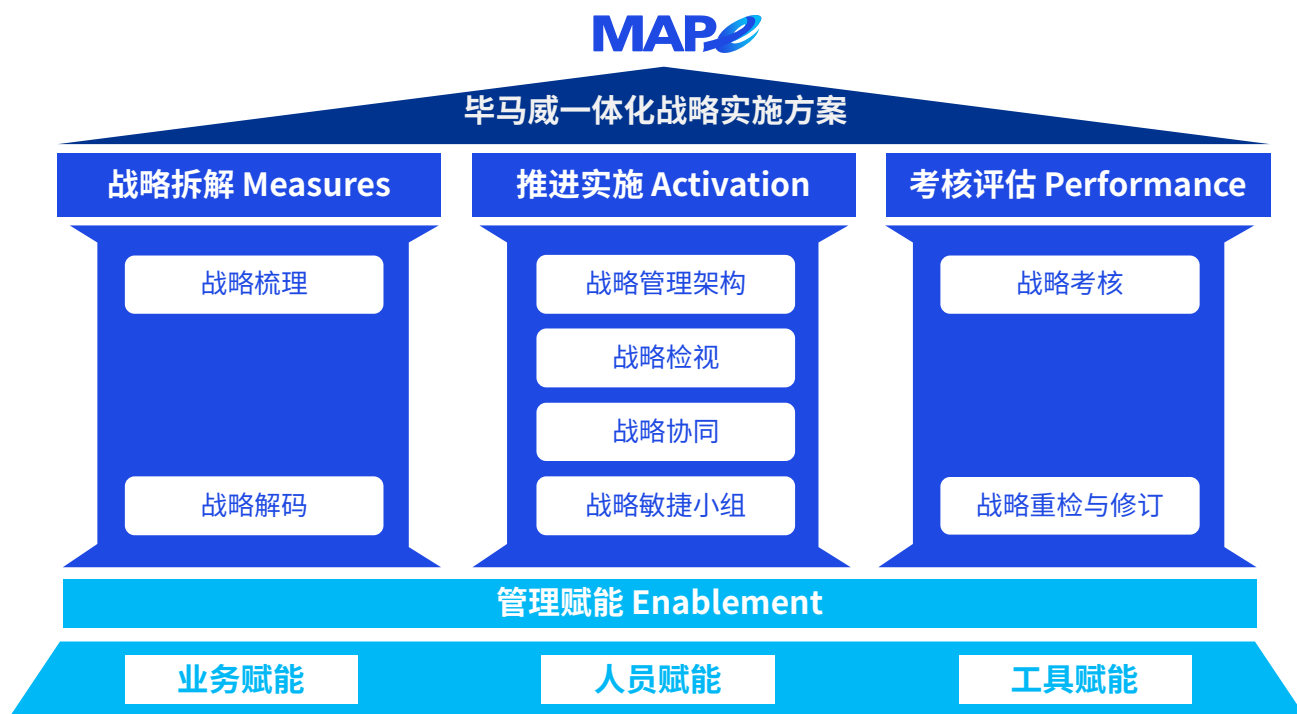 MAPe
毕马威一体化战略实施方案
战略拆解 Measures
推进实施 Activation
考核评估 Performance
战略梳理
战略解码
战略管理架构
战略检视
战略协同
战略敏捷小组
战略考核
战略重检与修订
管理赋能 Enablement
业务赋能
人员赋能
工具赋能